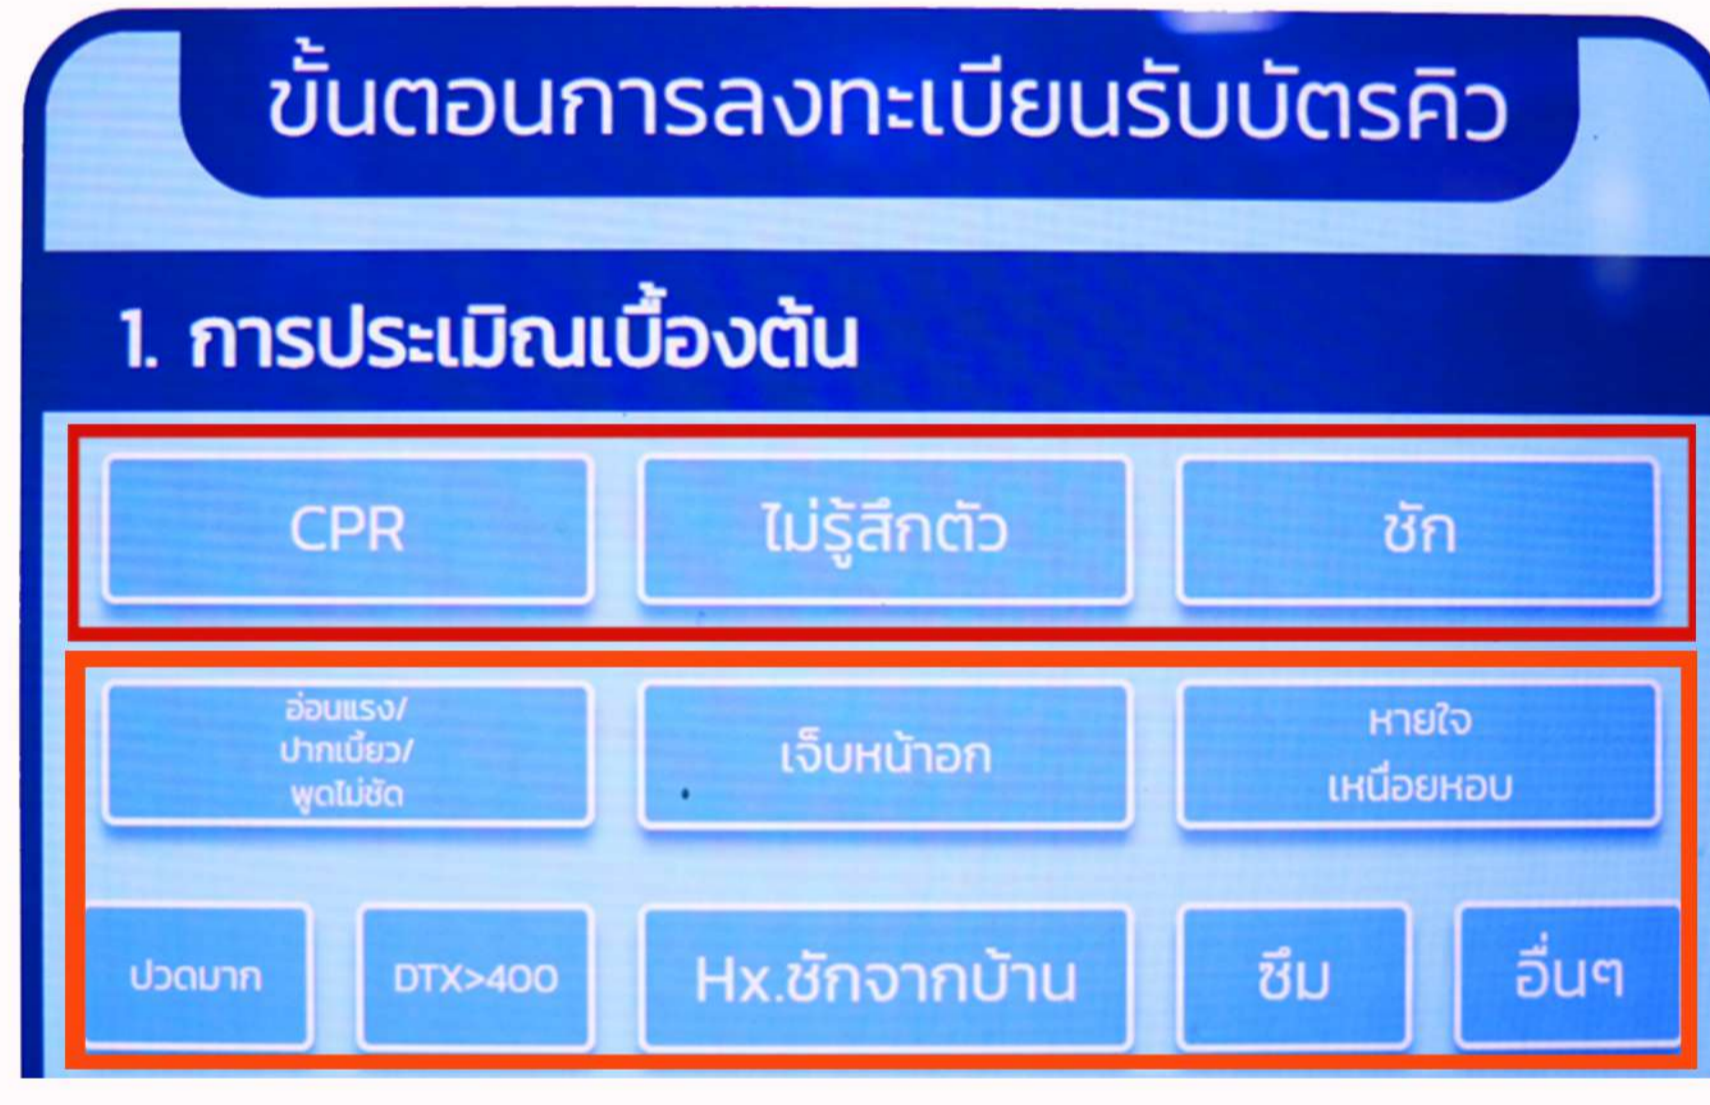 ขั้นตอนการลงทะเบียนรับบัตรคิว
1. การประเมิณเบื้องต้น
CPR
ไม่รู้สึกตัว
ชัก
อ่อนแรง/
ปากเบี้ยว/
พูดไม่ชัด
เจ็บหน้าอก
หายใจ
เหนื่อยหอบ
ปวดมาก
DTX>400
Hx.ชักจากบ้าน
ซึม
อื่นๆ